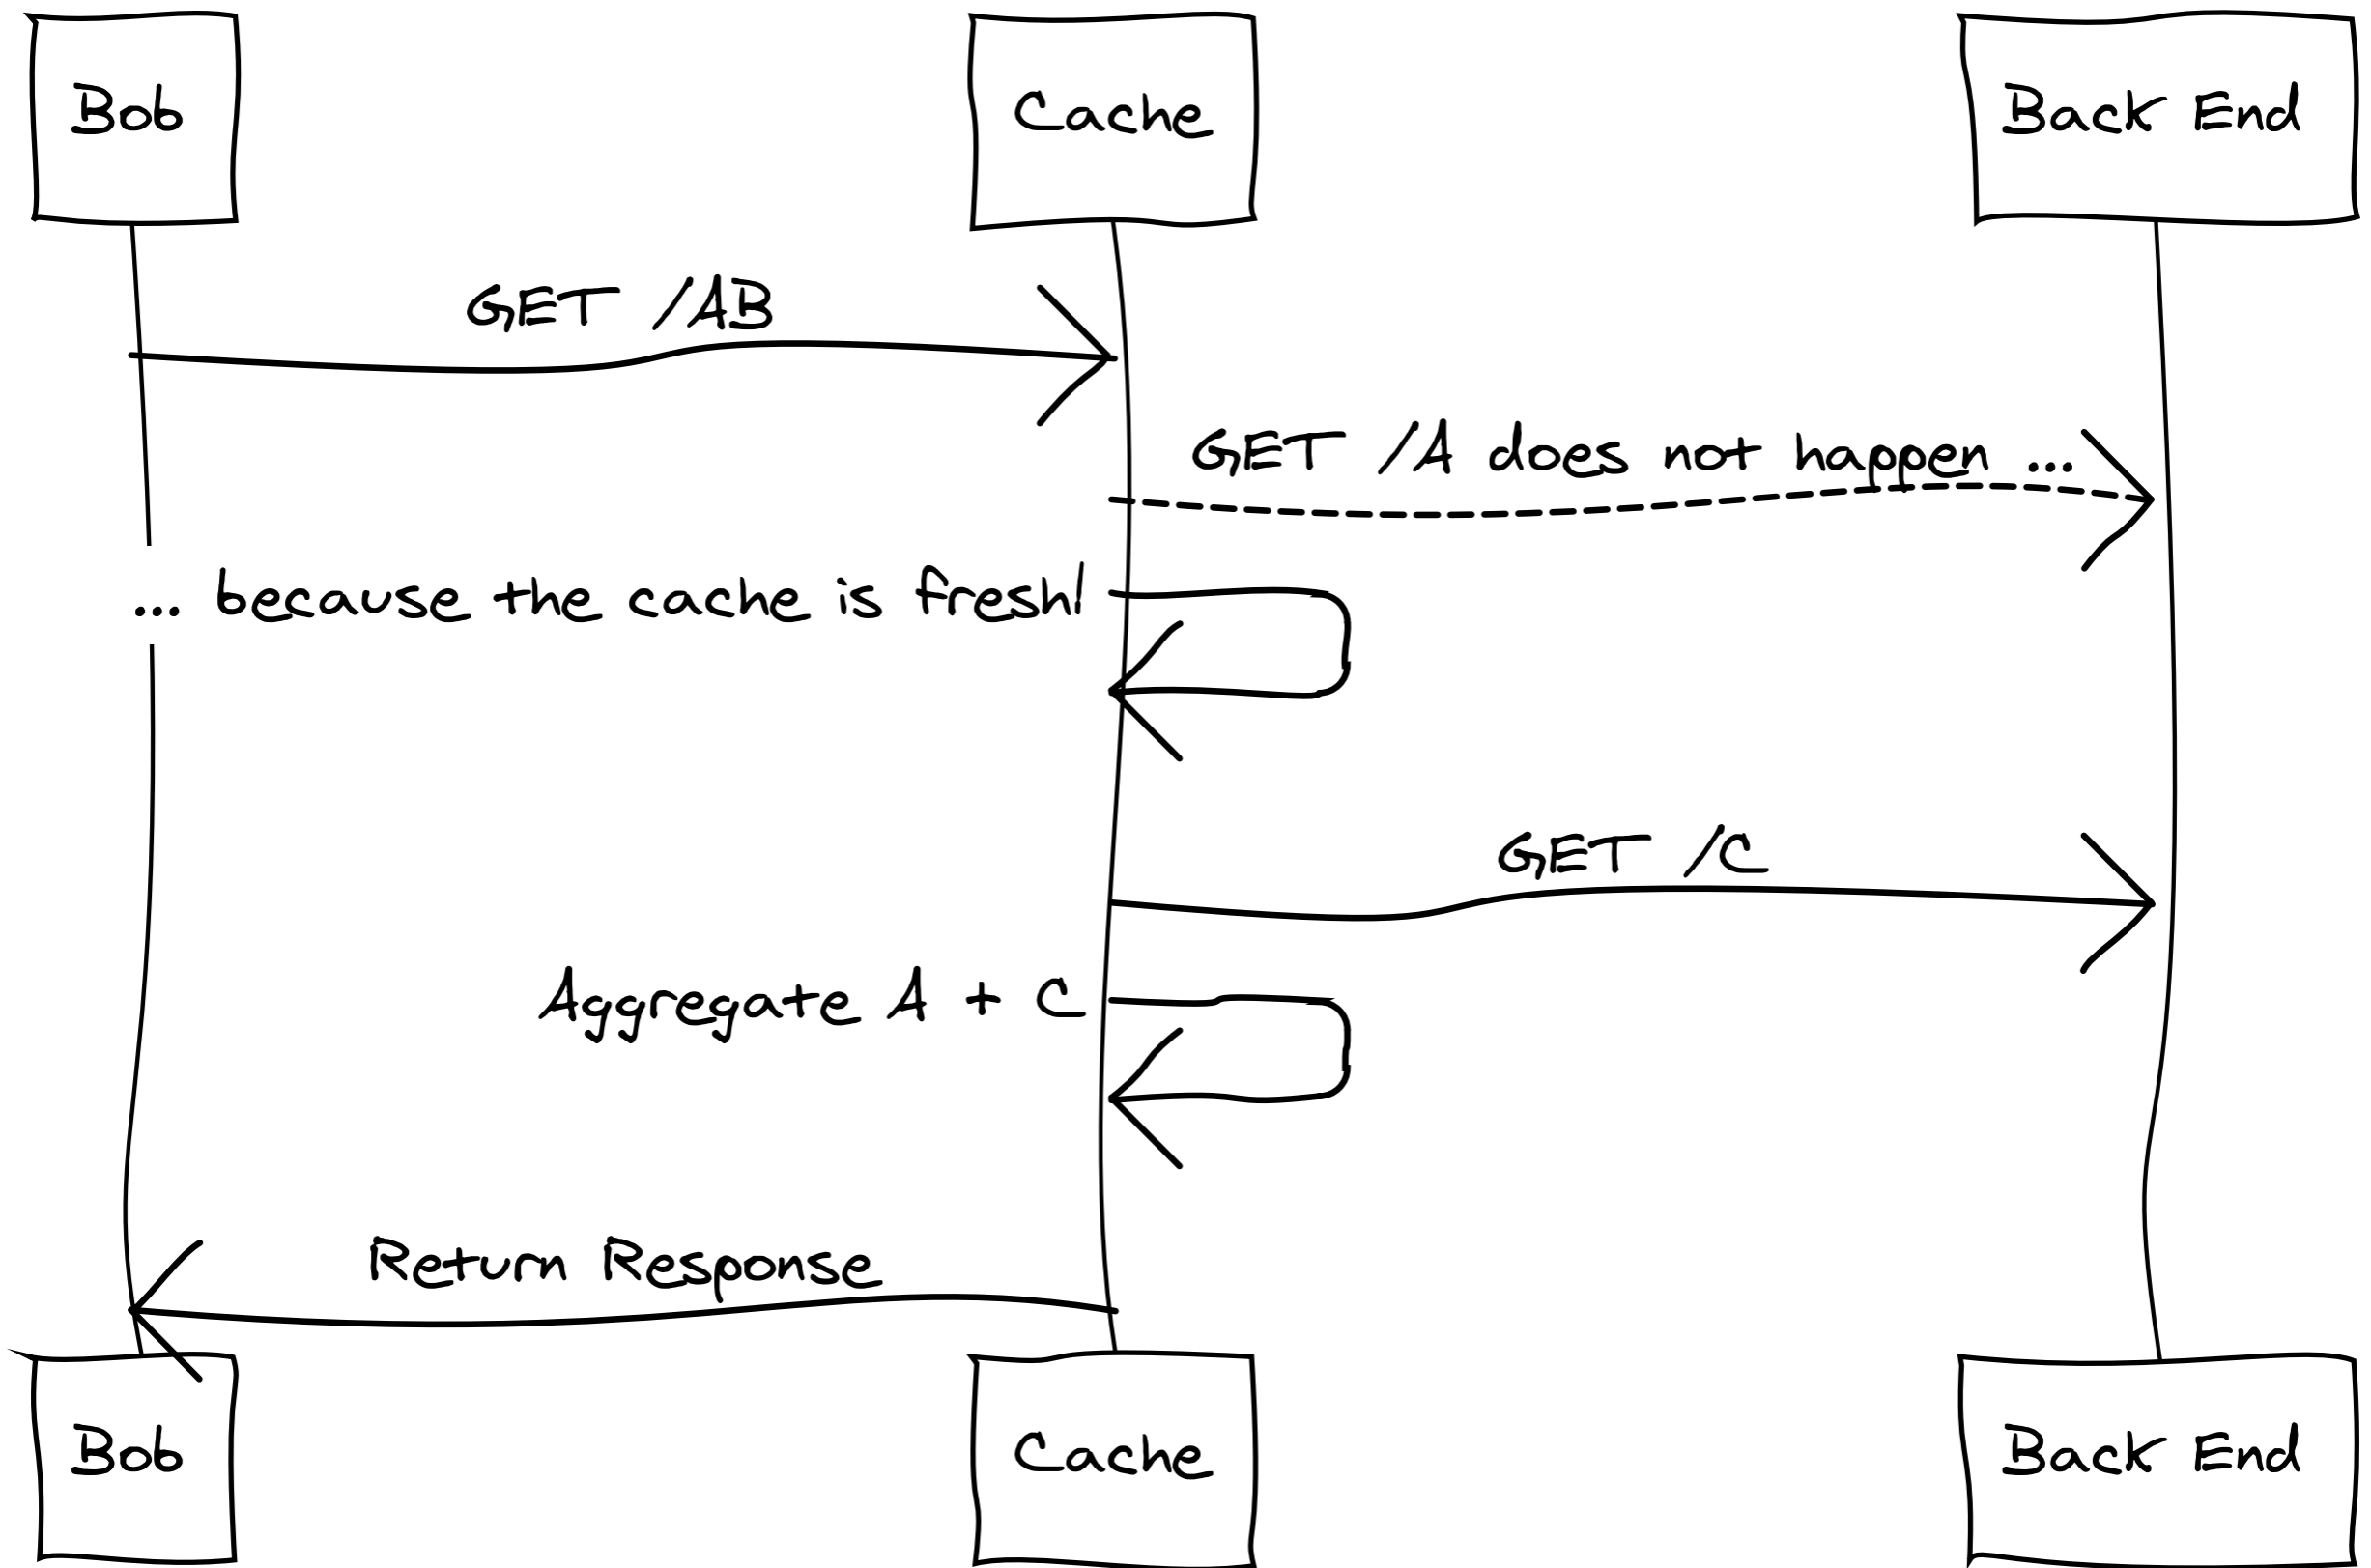 Bob
Cache
Back End
GET /AB
GET /A does not happen ...
... because the cache is fresh!
GET /C
Aggregate A + C
Return Response
Bob
Cache
Back End